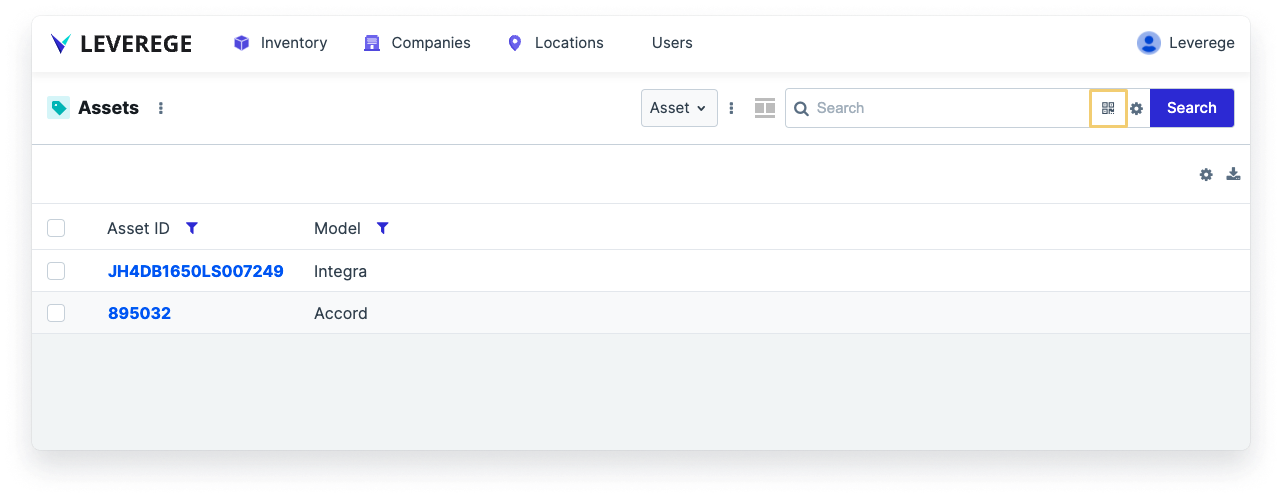 LEVEREGE Inventory Companies Locations Users Leverege
Assets Asset Search Search
Asset ID Model
JH4DB1650LS007249 Integra
895032 Accord